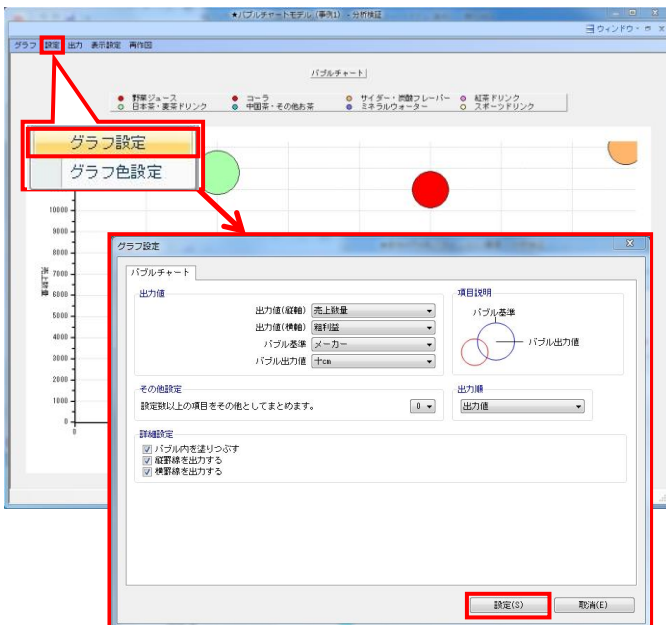 ★バブルチャートモデル(事例1) - 分析検証
ウィンドウ
グラフ 設定 出力 表示設定 再作図
バブルチャート
野菜ジュース コーラ サイダー・炭酸フレーバー 紅茶ドリンク
日本茶・麦茶ドリンク 中国茶・その他お茶 ミネラルウォーター スポーツドリンク
グラフ設定
グラフ色設定
10000
9000
8000
7000
6000
5000
4000
3000
2000
1000
0
売上数量
0
グラフ設定
バブルチャート
出力値
出力値(縦軸) 売上数量
出力値(横軸) 粗利益
バブル基準 メーカー
バブル出力値 十cm
項目説明
バブル基準
バブル出力値
その他設定
設定数以上の項目をその他としてまとめます。 0
出力順
出力値
詳細設定
バブル内を塗りつぶす
縦罫線を出力する
横罫線を出力する
設定(S) 取消(E)